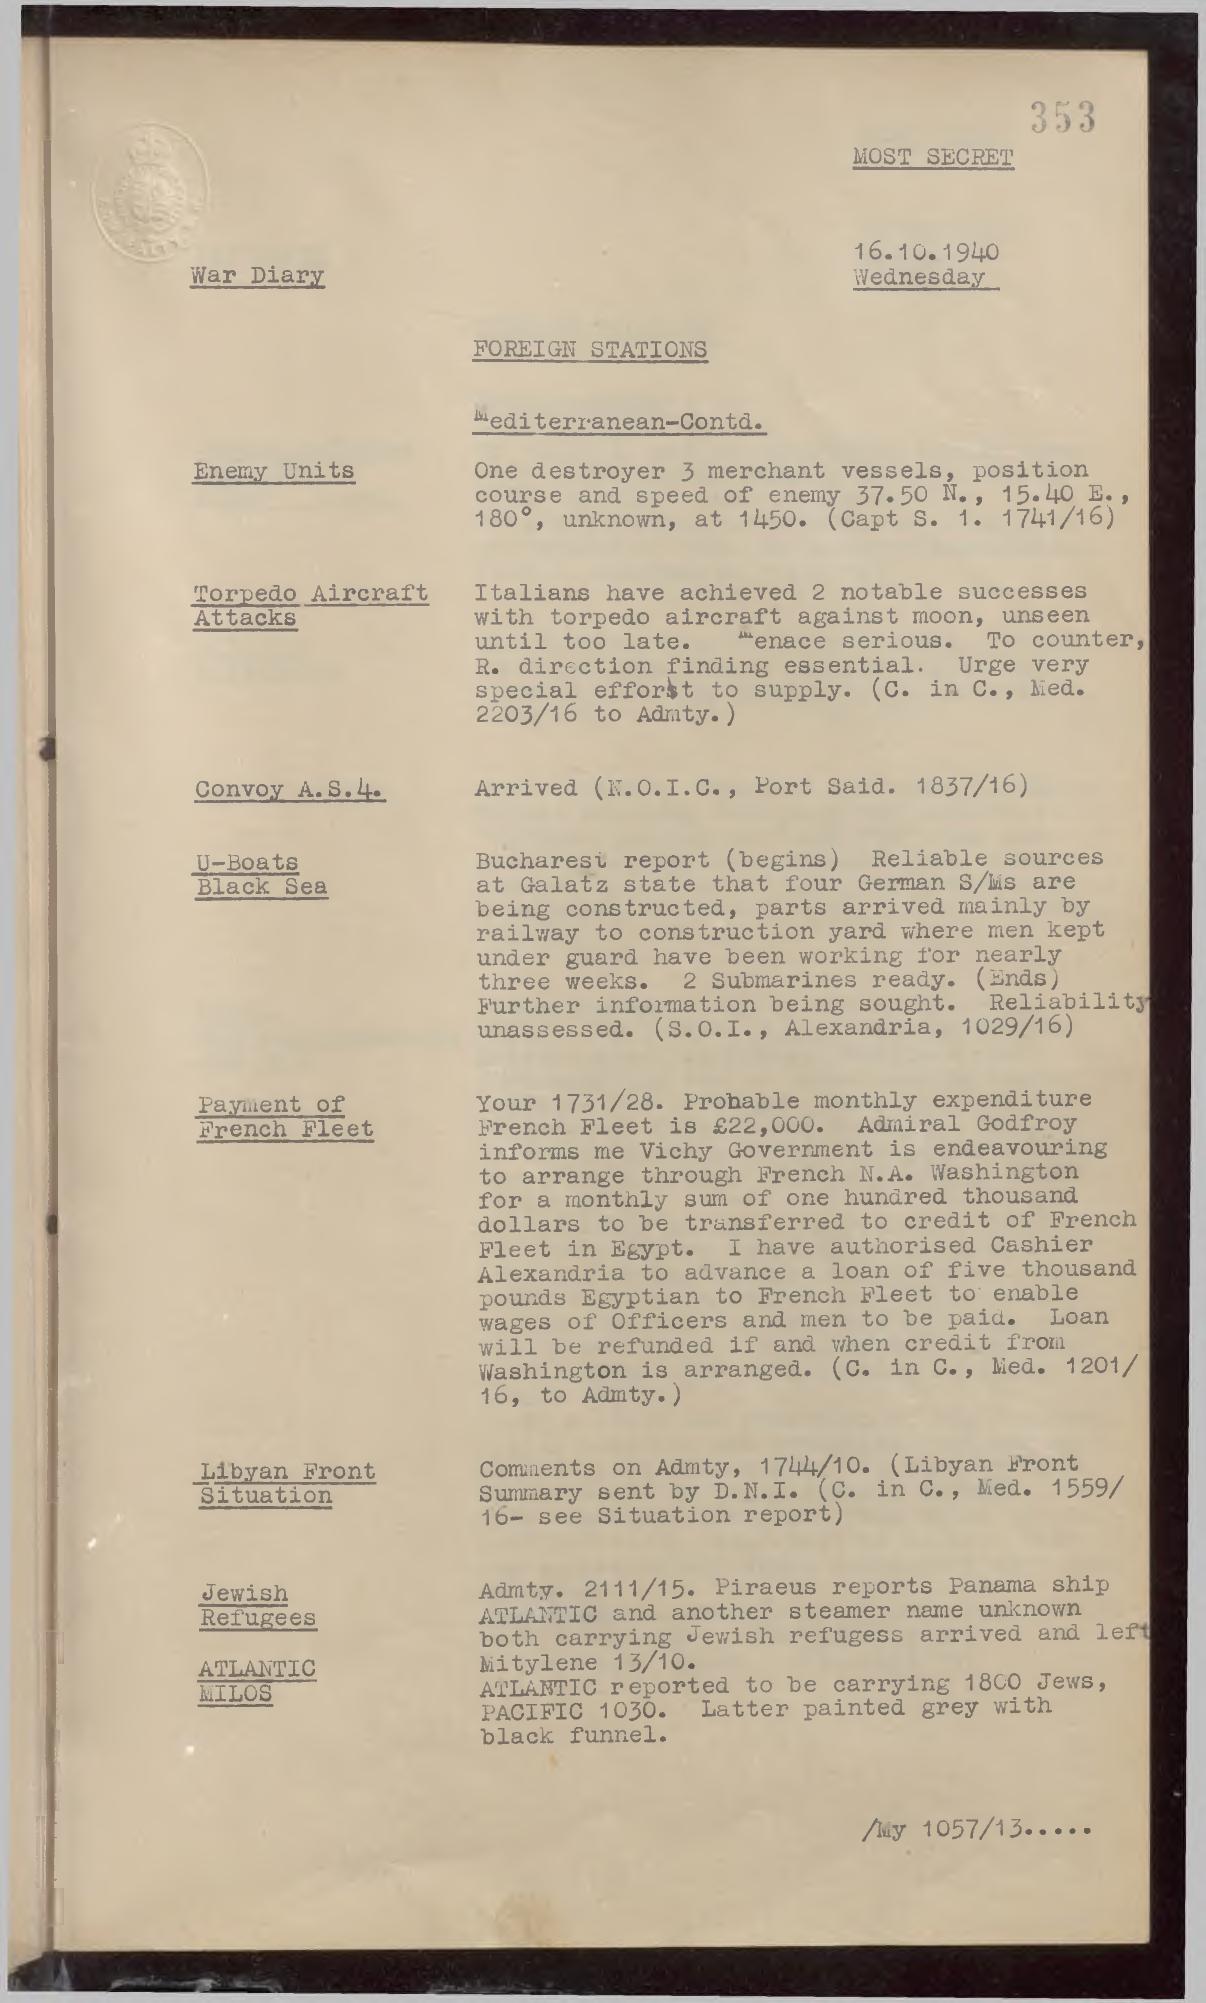 353
MOST SECRET
16.10.1940
War Diary
Wednesday
FOREIGN STATIONS
Mediterranean-Contd.
Enemy Units
One destroyer 3 merchant vessels, position
course and speed of enemy 37.50 N., 15.40 E.,
180°, unknown, at 1450. (Capt S. 1. 1741/16)
Torpedo Aircraft
Attacks
Italians have achieved 2 notable successes
with torpedo aircraft against moon, unseen
until too late. Menace serious. To counter,
R. direction finding essential. Urge very
special effort to supply. (C. in C., Med.
2203/16 to Admty.)
Convoy A.S.4.
Arrived (N.O.I.C., Port Said. 1837/16)
U-Boats
Black Sea
Bucharest report (begins) Reliable sources
at Galatz state that four German S/Ms are
being constructed, parts arrived mainly by
railway to construction yard where men kept
under guard have been working for nearly
three weeks. 2 Submarines ready. (Ends)
Further information being sought. Reliability
unassessed. (S.O.I., Alexandria, 1029/16)
Payment of
French Fleet
Your 1731/28. Probable monthly expenditure
French Fleet is £22,000. Admiral Godfroy
informs me Vichy Government is endeavouring
to arrange through French N.A. Washington
for a monthly sum of one hundred thousand
dollars to be transferred to credit of French
Fleet in Egypt. I have authorised Cashier
Alexandria to advance a loan of five thousand
pounds Egyptian to French Fleet to enable
wages of Officers and men to be paid. Loan
will be refunded if and when credit from
Washington is arranged. (C. in C., Med. 1201/
16, to Admty.)
Libyan Front
Situation
Comments on Admty, 1744/10. (Libyan Front
Summary sent by D.N.I. (C. in C., Med. 1559/
16- see Situation report)
Jewish
Refugees
ATLANTIC
MILOS
Admty. 2111/15. Piraeus reports Panama ship
ATLANTIC and another steamer name unknown
both carrying Jewish refugess arrived and left
Mitylene 13/10.
ATLANTIC reported to be carrying 1800 Jews,
PACIFIC 1030. Latter painted grey with
black funnel.
/My 1057/13.....